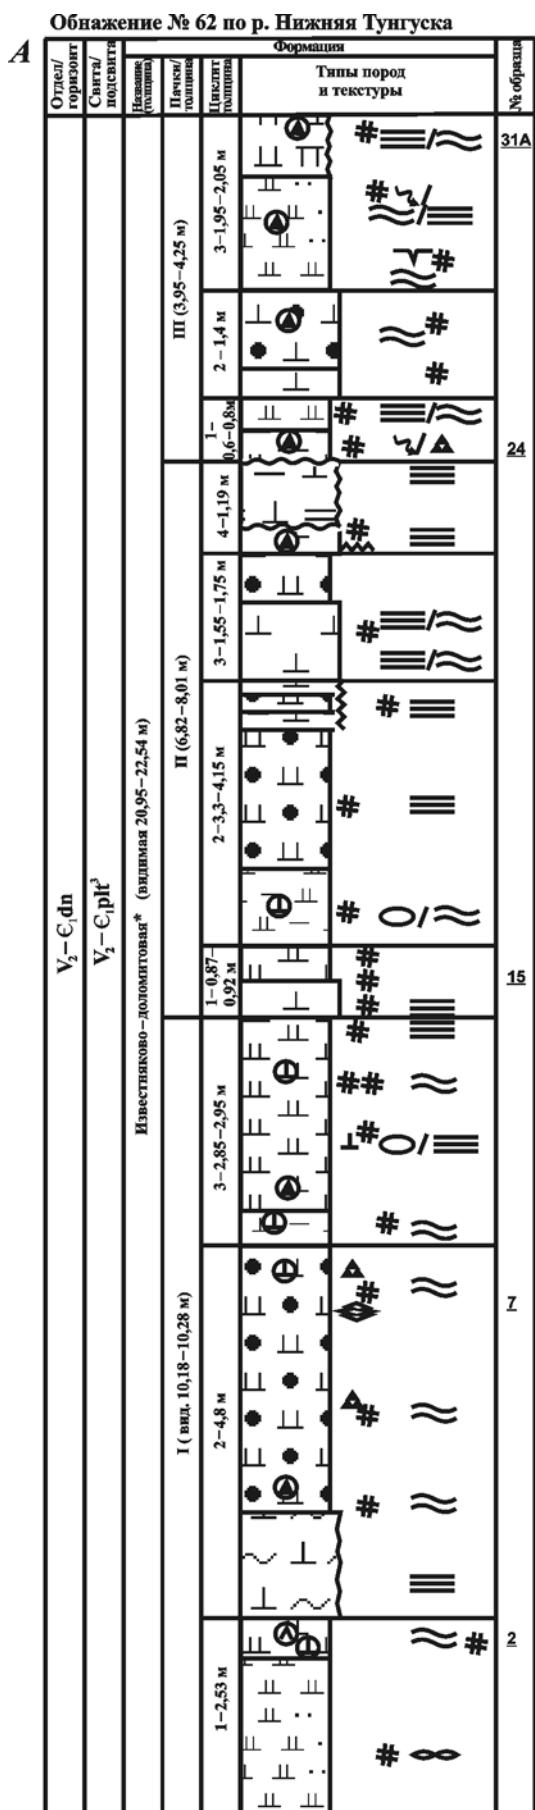 Обнажение № 62 по р. Нижняя Тунгуска
А
Формация
Отдел/
горизонт
Свита/
подсвита
Название
(толщина)
Пачки/
толщина
Циклит
толщина
Типы пород
и текстуры
№ образца
V₂–Є₁dn
V₂–Є₁plt³
Известняково–доломитовая* (видимая 20,95–22,54 м)
III (3,95–4,25 м)
3–1,95–2,05 м
31А
2–1,4 м
1–
0,6–0,8м
24
II (6,82–8,01 м)
4–1,19 м
3–1,55–1,75 м
2–3,3–4,15 м
1–0,87–
0,92 м
15
I ( вид. 10,18–10,28 м)
3–2,85–2,95 м
2–4,8 м
7
1–2,53 м
2